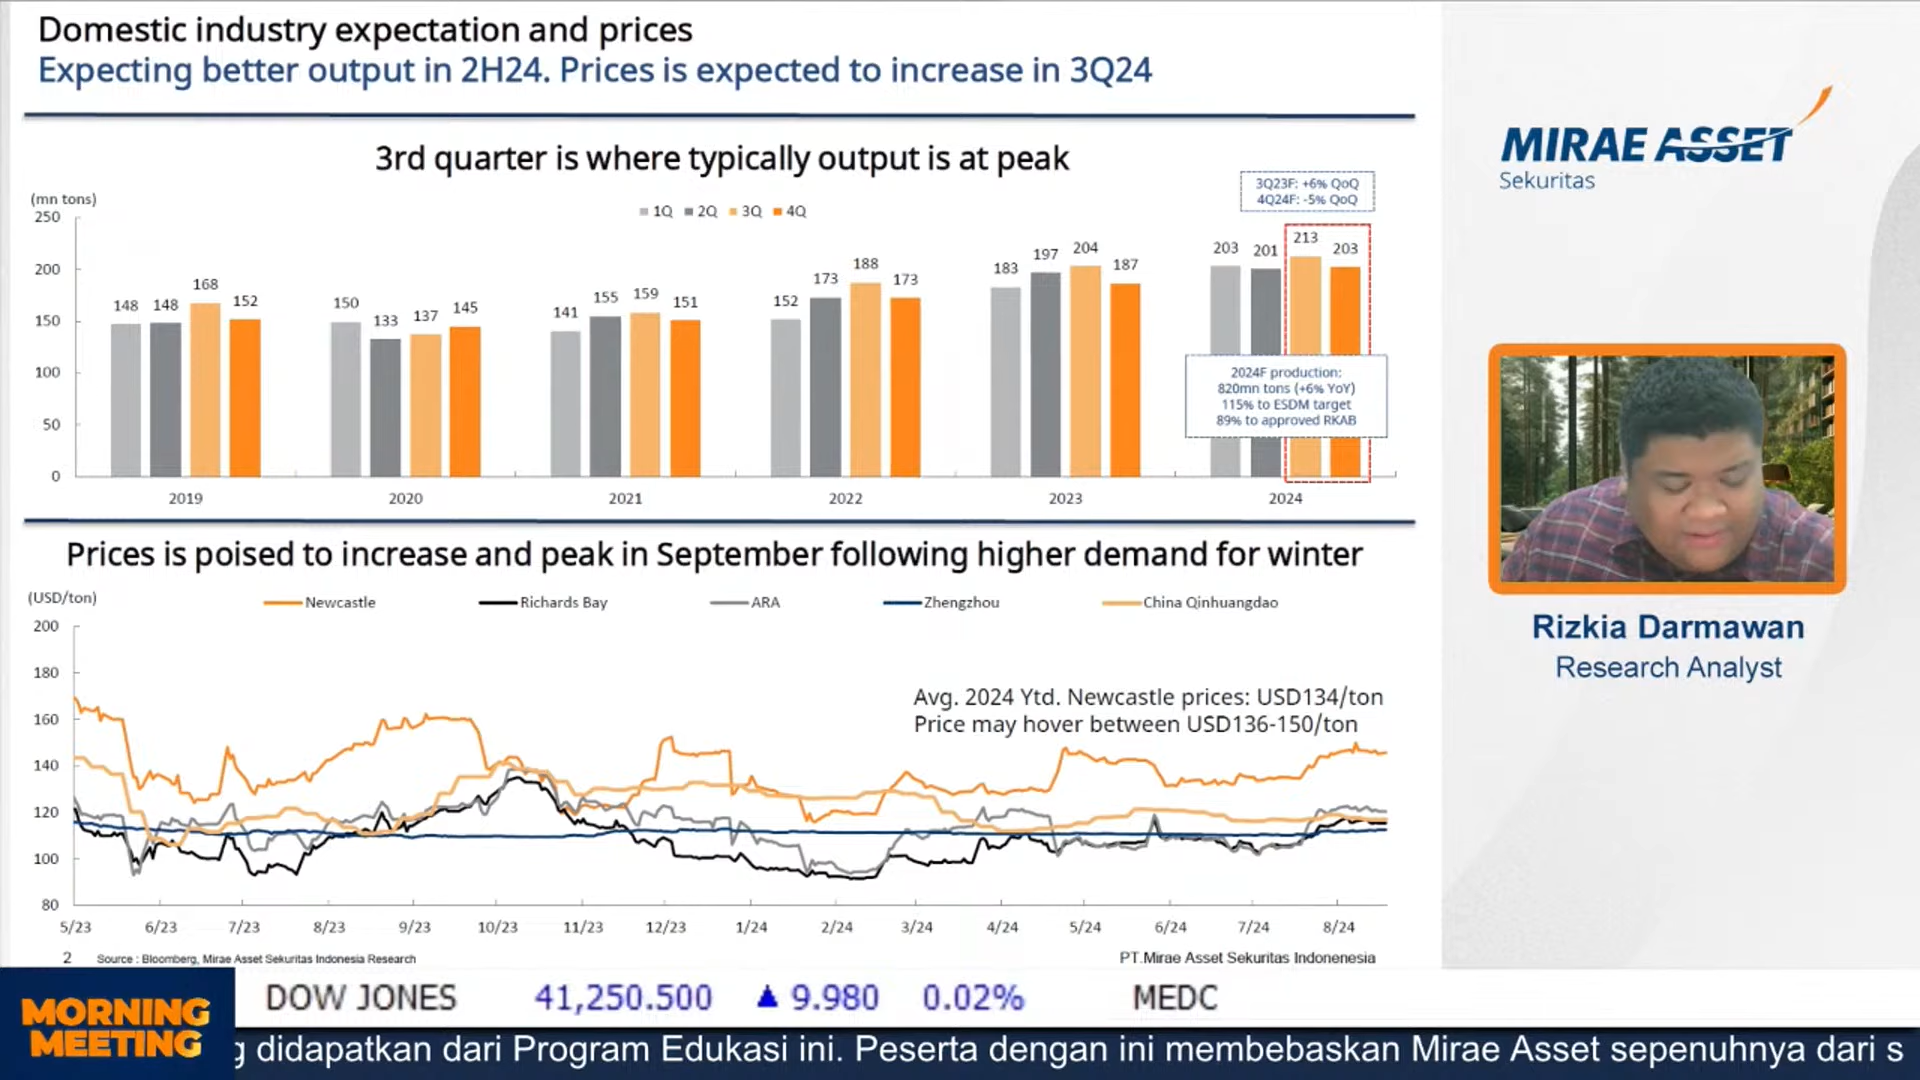 Domestic industry expectation and prices
Expecting better output in 2H24. Prices is expected to increase in 3Q24
3rd quarter is where typically output is at peak
(mn tons)
1Q 2Q 3Q 4Q
3Q23F: +6% QoQ
4Q24F: -5% QoQ
250
200
150
100
50
0
148 148 168 152
150 133 137 145
141 155 159 151
152 173 188 173
183 197 204 187
203 201 213 203
2024F production:
820mn tons (+6% YoY)
115% to ESDM target
89% to approved RKAB
2019 2020 2021 2022 2023 2024
Prices is poised to increase and peak in September following higher demand for winter
(USD/ton)
Newcastle Richards Bay ARA Zhengzhou China Qinhuangdao
200
180
160
140
120
100
80
Avg. 2024 Ytd. Newcastle prices: USD134/ton
Price may hover between USD136-150/ton
5/23 6/23 7/23 8/23 9/23 10/23 11/23 12/23 1/24 2/24 3/24 4/24 5/24 6/24 7/24 8/24
2 Source : Bloomberg, Mirae Asset Sekuritas Indonesia Research
PT.Mirae Asset Sekuritas Indonenesia
MIRAE ASSET
Sekuritas
Rizkia Darmawan
Research Analyst
MORNING
MEETING
DOW JONES 41,250.500 ▲ 9.980 0.02% MEDC
g didapatkan dari Program Edukasi ini. Peserta dengan ini membebaskan Mirae Asset sepenuhnya dari s